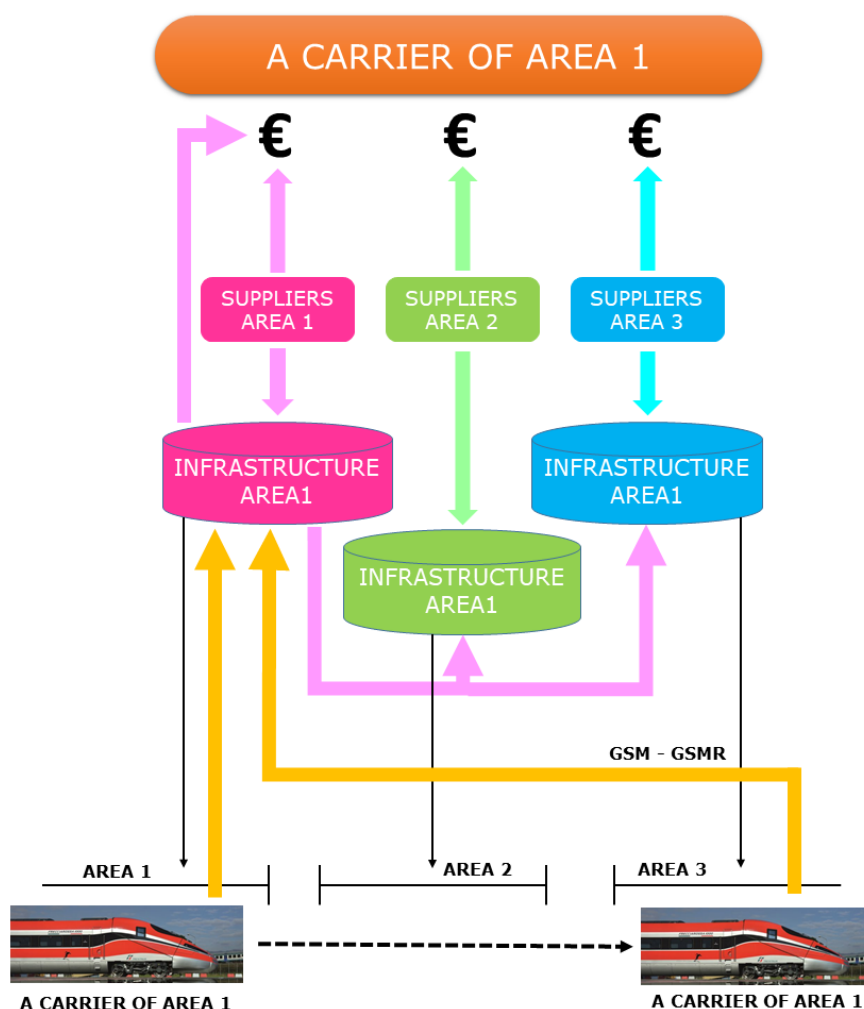 A CARRIER OF AREA 1
€ € €
SUPPLIERS
AREA 1
SUPPLIERS
AREA 2
SUPPLIERS
AREA 3
INFRASTRUCTURE
AREA1
INFRASTRUCTURE
AREA1
INFRASTRUCTURE
AREA1
GSM - GSMR
AREA 1
AREA 2
AREA 3
A CARRIER OF AREA 1
A CARRIER OF AREA 1